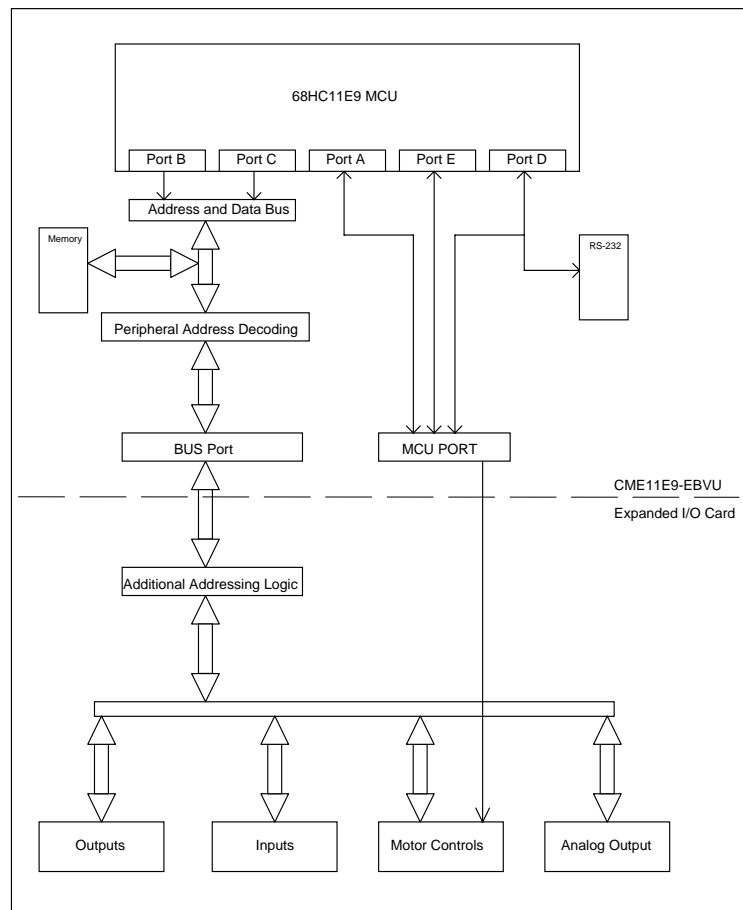 68HC11E9 MCU
Port B
Port C
Port A
Port E
Port D
Address and Data Bus
Memory
RS-232
Peripheral Address Decoding
BUS Port
MCU PORT
CME11E9-EBVU
Expanded I/O Card
Additional Addressing Logic
Outputs
Inputs
Motor Controls
Analog Output